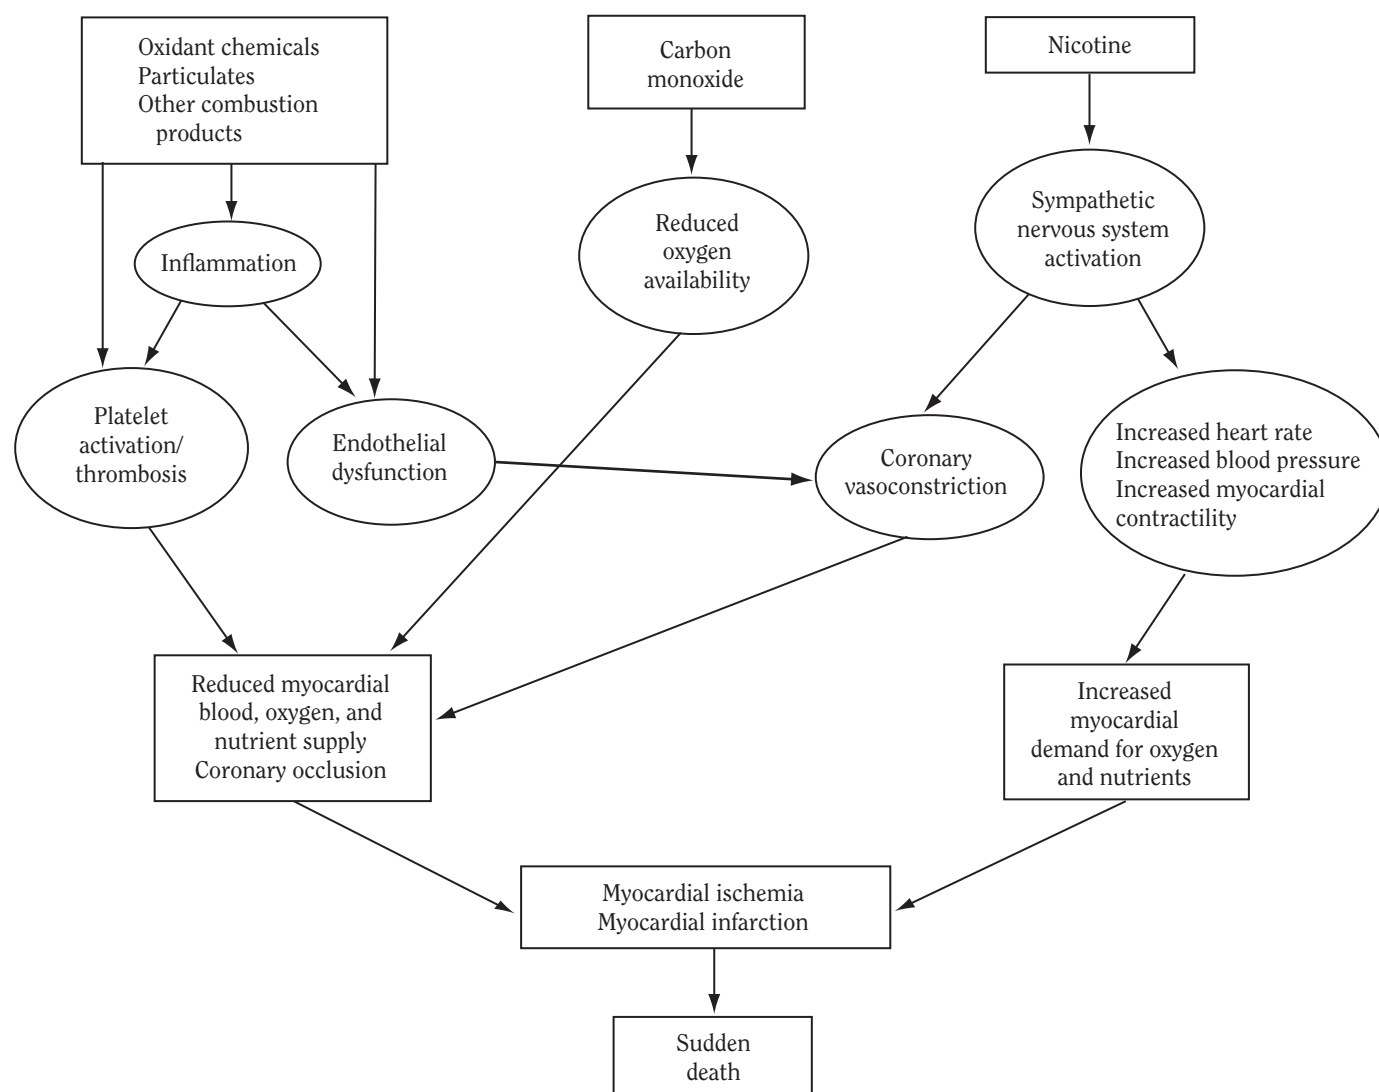 Oxidant chemicals
Particulates
Other combustion
products
Carbon
monoxide
Nicotine
Inflammation
Reduced
oxygen
availability
Sympathetic
nervous system
activation
Platelet
activation/
thrombosis
Endothelial
dysfunction
Coronary
vasoconstriction
Increased heart rate
Increased blood pressure
Increased myocardial
contractility
Reduced myocardial
blood, oxygen, and
nutrient supply
Coronary occlusion
Increased
myocardial
demand for oxygen
and nutrients
Myocardial ischemia
Myocardial infarction
Sudden
death